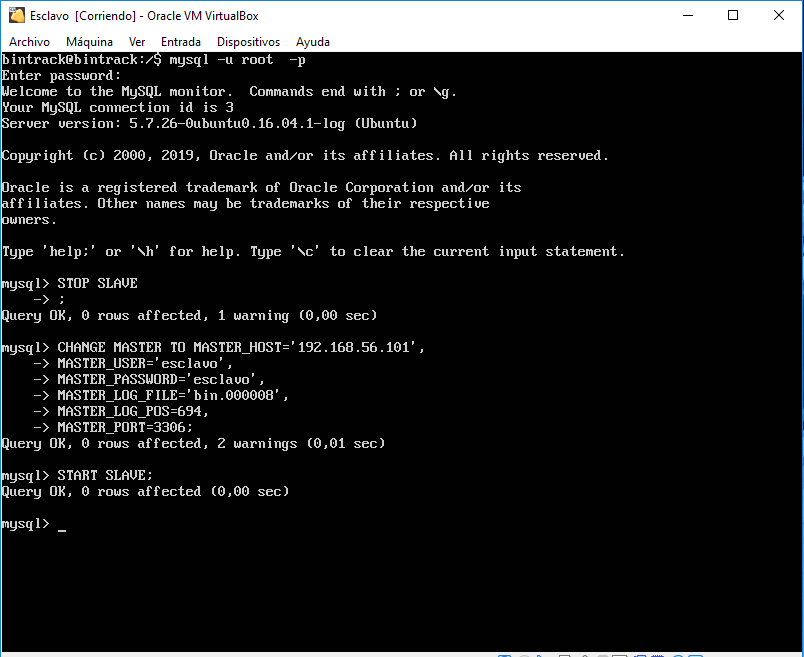 Esclavo [Corriendo] - Oracle VM VirtualBox
Archivo Máquina Ver Entrada Dispositivos Ayuda
bintrack@bintrack:/$ mysql -u root  -p
Enter password:
Welcome to the MySQL monitor.  Commands end with ; or \g.
Your MySQL connection id is 3
Server version: 5.7.26-0ubuntu0.16.04.1-log (Ubuntu)
Copyright (c) 2000, 2019, Oracle and/or its affiliates. All rights reserved.
Oracle is a registered trademark of Oracle Corporation and/or its
affiliates. Other names may be trademarks of their respective
owners.
Type 'help;' or '\h' for help. Type '\c' to clear the current input statement.
mysql> STOP SLAVE
    -> ;
Query OK, 0 rows affected, 1 warning (0,00 sec)
mysql> CHANGE MASTER TO MASTER_HOST='192.168.56.101',
    -> MASTER_USER='esclavo',
    -> MASTER_PASSWORD='esclavo',
    -> MASTER_LOG_FILE='bin.000008',
    -> MASTER_LOG_POS=694,
    -> MASTER_PORT=3306;
Query OK, 0 rows affected, 2 warnings (0,01 sec)
mysql> START SLAVE;
Query OK, 0 rows affected (0,00 sec)
mysql> _